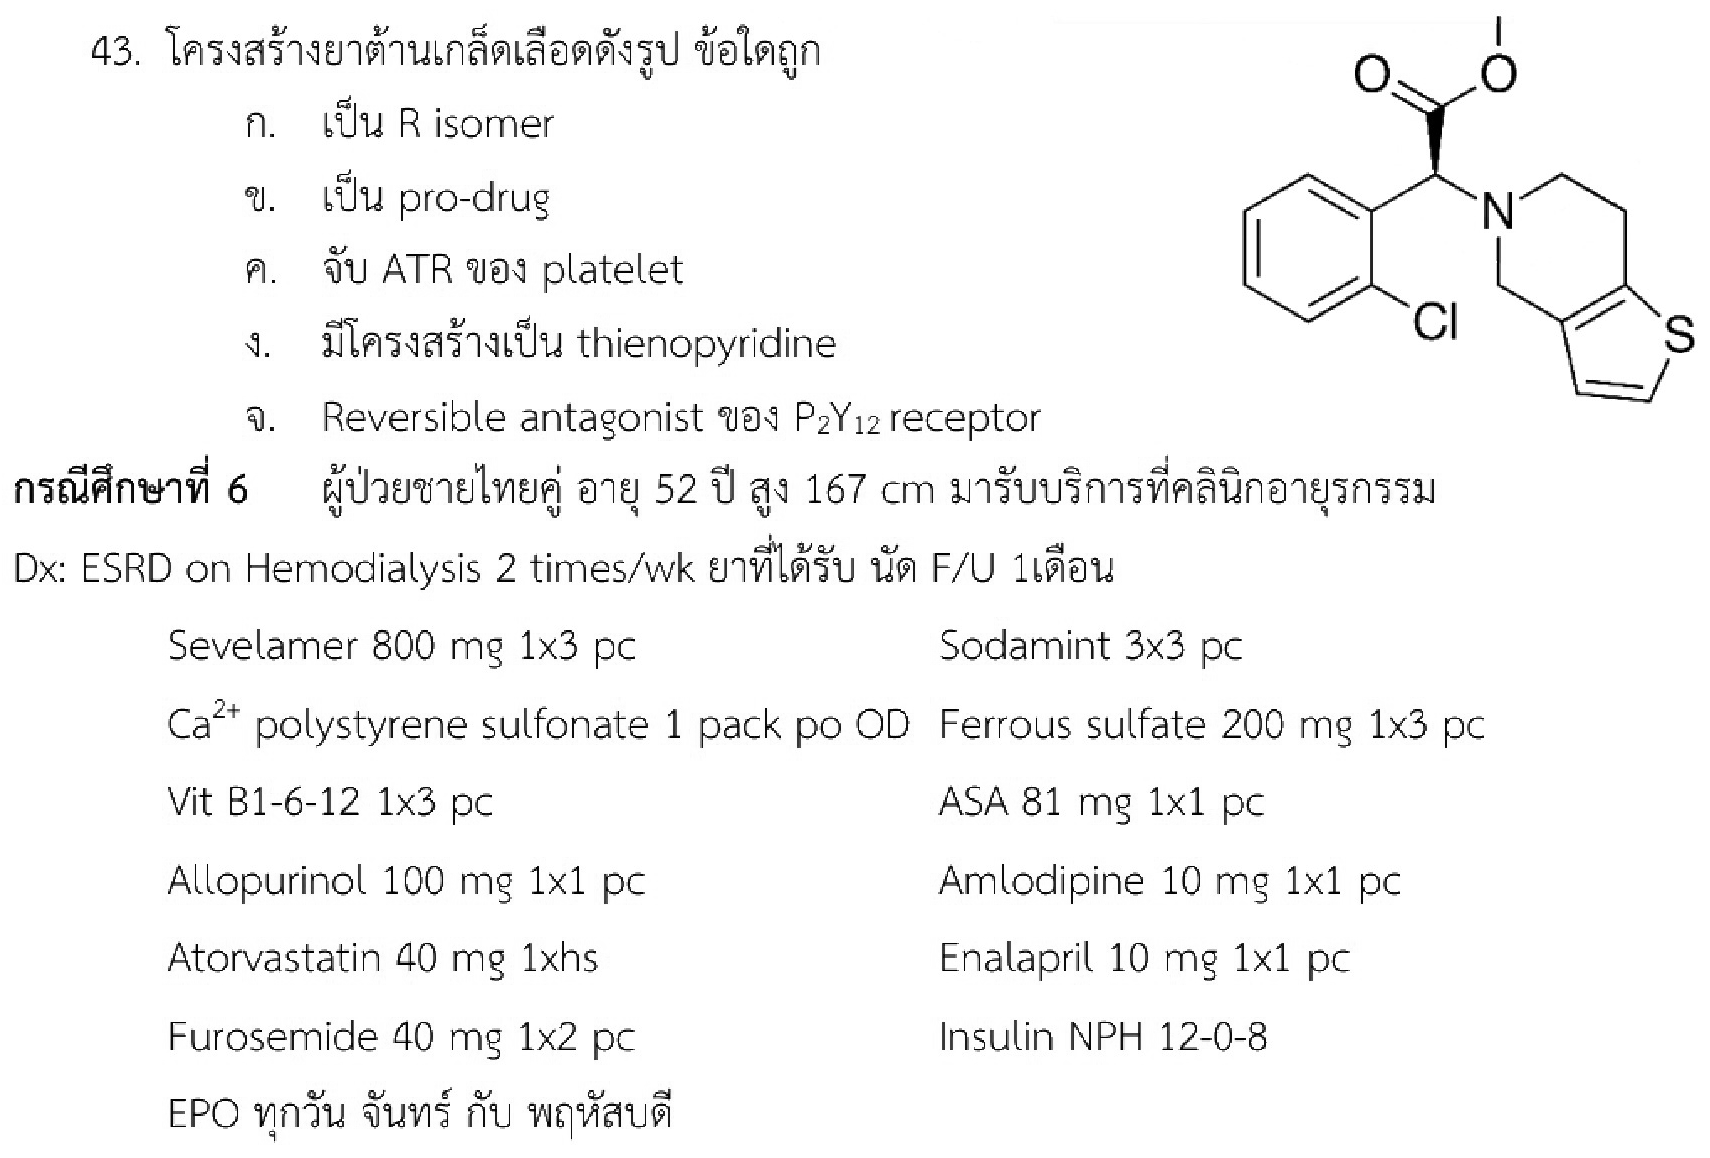 43. โครงสร้างยาต้านเกล็ดเลือดดังรูป ข้อใดถูก
ก. เป็น R isomer
ข. เป็น pro-drug
ค. จับ ATR ของ platelet
ง. มีโครงสร้างเป็น thienopyridine
จ. Reversible antagonist ของ P₂Y₁₂ receptor
O O
N
Cl
S
กรณีศึกษาที่ 6 ผู้ป่วยชายไทยคู่ อายุ 52 ปี สูง 167 cm มารับบริการที่คลินิกอายุรกรรม
Dx: ESRD on Hemodialysis 2 times/wk ยาที่ได้รับ นัด F/U 1เดือน
Sevelamer 800 mg 1x3 pc Sodamint 3x3 pc
Ca²⁺ polystyrene sulfonate 1 pack po OD Ferrous sulfate 200 mg 1x3 pc
Vit B1-6-12 1x3 pc ASA 81 mg 1x1 pc
Allopurinol 100 mg 1x1 pc Amlodipine 10 mg 1x1 pc
Atorvastatin 40 mg 1xhs Enalapril 10 mg 1x1 pc
Furosemide 40 mg 1x2 pc Insulin NPH 12-0-8
EPO ทุกวัน จันทร์ กับ พฤหัสบดี